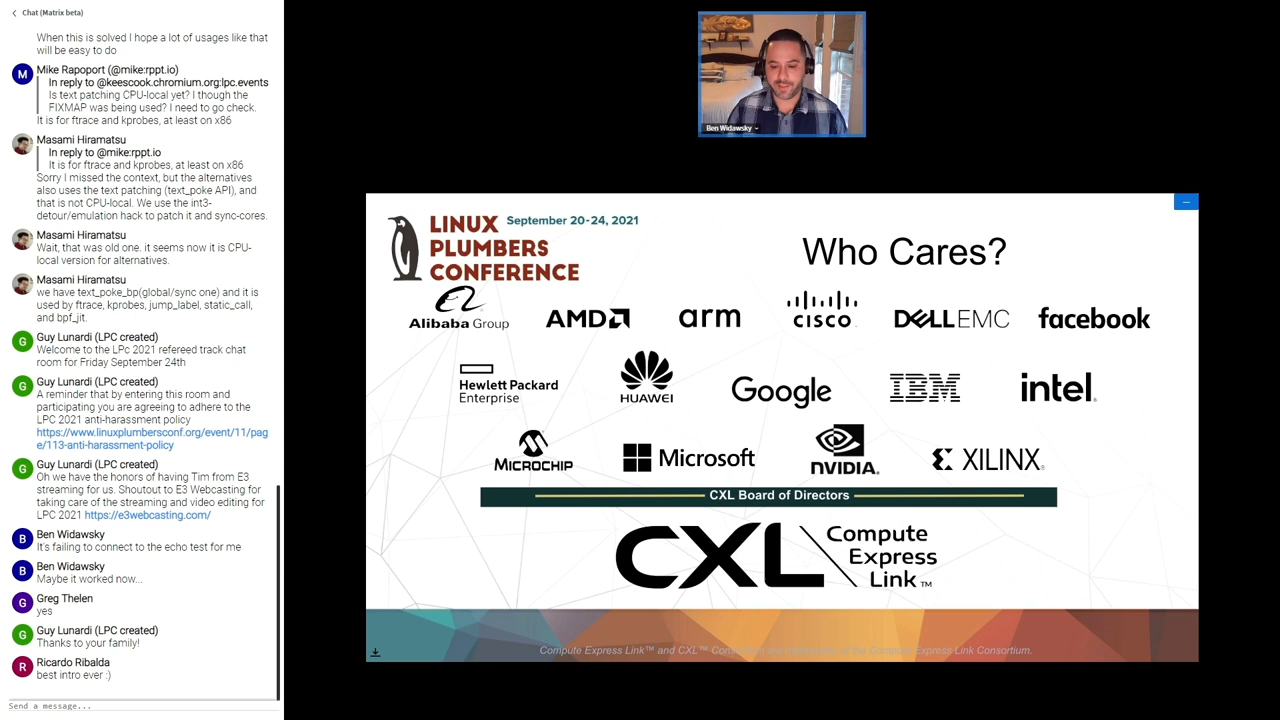 Chat (Matrix beta)
When this is solved I hope a lot of usages like that
will be easy to do
M
Mike Rapoport (@mike:rppt.io)
In reply to @keescook.chromium.org:lpc.events
Is text patching CPU-local yet? I though the
FIXMAP was being used? I need to go check.
It is for ftrace and kprobes, at least on x86
Masami Hiramatsu
In reply to @mike:rppt.io
It is for ftrace and kprobes, at least on x86
Sorry I missed the context, but the alternatives
also uses the text patching (text_poke API), and
that is not CPU-local. We use the int3-
detour/emulation hack to patch it and sync-cores.
Masami Hiramatsu
Wait, that was old one. it seems now it is CPU-
local version for alternatives.
Masami Hiramatsu
we have text_poke_bp(global/sync one) and it is
used by ftrace, kprobes, jump_label, static_call,
and bpf_jit.
G
Guy Lunardi (LPC created)
Welcome to the LPc 2021 refereed track chat
room for Friday September 24th
G
Guy Lunardi (LPC created)
A reminder that by entering this room and
participating you are agreeing to adhere to the
LPC 2021 anti-harassment policy
https://www.linuxplumbersconf.org/event/11/pag
e/113-anti-harassment-policy
G
Guy Lunardi (LPC created)
Oh we have the honors of having Tim from E3
streaming for us. Shoutout to E3 Webcasting for
taking care of the streaming and video editing for
LPC 2021 https://e3webcasting.com/
B
Ben Widawsky
It's failing to connect to the echo test for me
B
Ben Widawsky
Maybe it worked now...
G
Greg Thelen
yes
G
Guy Lunardi (LPC created)
Thanks to your family!
R
Ricardo Ribalda
best intro ever :)
Send a message...
Ben Widawsky
LINUX
PLUMBERS
CONFERENCE
September 20-24, 2021
Who Cares?
Alibaba Group
AMD
arm
CISCO
DELLEMC
facebook
Hewlett Packard
Enterprise
HUAWEI
Google
IBM
intel
MICROCHIP
Microsoft
NVIDIA
XILINX
CXL Board of Directors
CXL
Compute
Express
Link™
Compute Express Link™ and CXL™ Consortium are trademarks of the Compute Express Link Consortium.